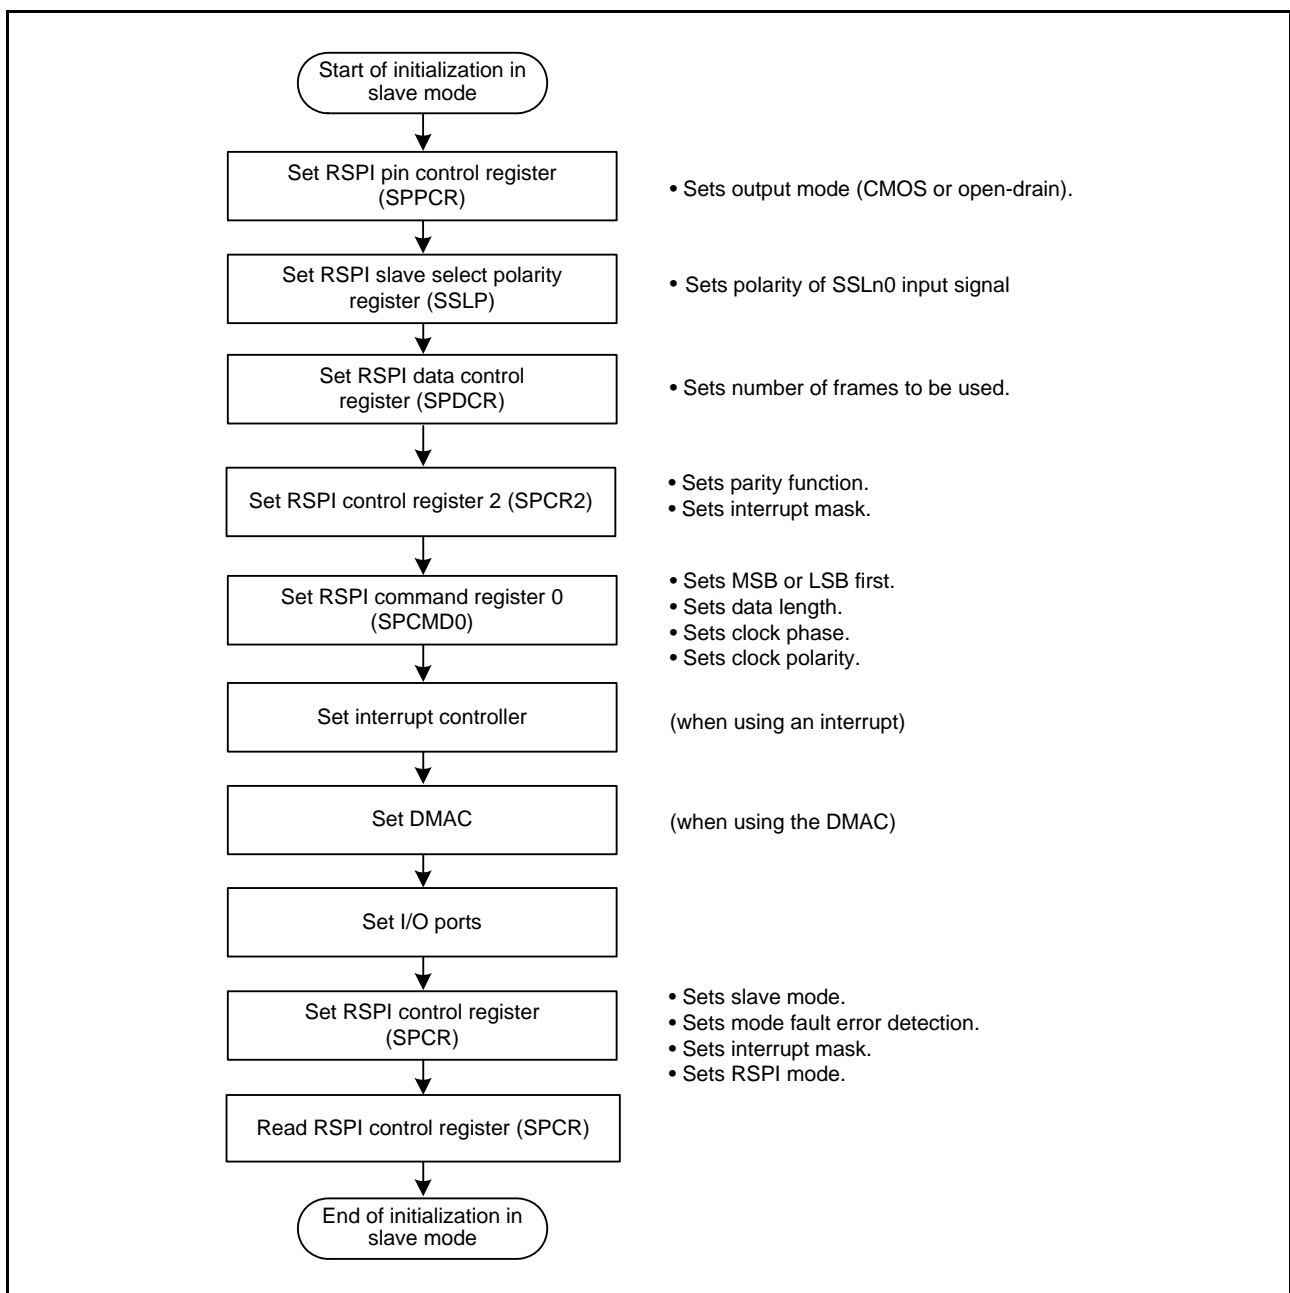 Start of initialization in
slave mode
Set RSPI pin control register
(SPPCR)
• Sets output mode (CMOS or open-drain).
Set RSPI slave select polarity
register (SSLP)
• Sets polarity of SSLn0 input signal
Set RSPI data control
register (SPDCR)
• Sets number of frames to be used.
Set RSPI control register 2 (SPCR2)
• Sets parity function.
• Sets interrupt mask.
Set RSPI command register 0
(SPCMD0)
• Sets MSB or LSB first.
• Sets data length.
• Sets clock phase.
• Sets clock polarity.
Set interrupt controller
(when using an interrupt)
Set DMAC
(when using the DMAC)
Set I/O ports
Set RSPI control register
(SPCR)
• Sets slave mode.
• Sets mode fault error detection.
• Sets interrupt mask.
• Sets RSPI mode.
Read RSPI control register (SPCR)
End of initialization in
slave mode